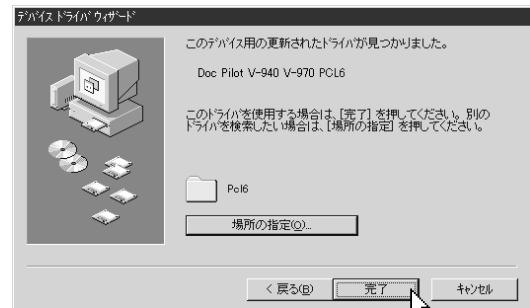 デバイス ドライバ ウィザード
このデバイス用の更新されたドライバが見つかりました。
Doc Pilot V-940 V-970 PCL6
このドライバを使用する場合は、[完了] を押してください。別の
ドライバを検索したい場合は、[場所の指定] を押してください。
Pcl6
場所の指定(O)...
< 戻る(B)
完了
キャンセル